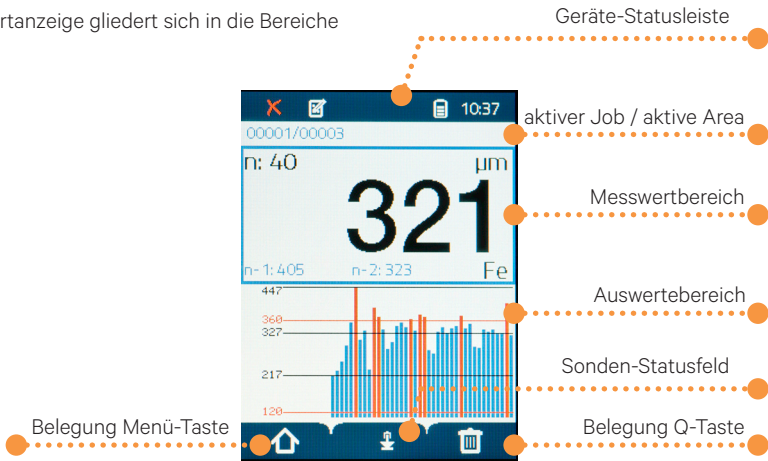 rtanzeige gliedert sich in die Bereiche
Geräte-Statusleiste
10:37
aktiver Job / aktive Area
00001/00003
n: 40 µm
321
Messwertbereich
n-1:405 n-2:323 Fe
447
360
327
217
120
Auswertebereich
Sonden-Statusfeld
Belegung Menü-Taste
Belegung Q-Taste